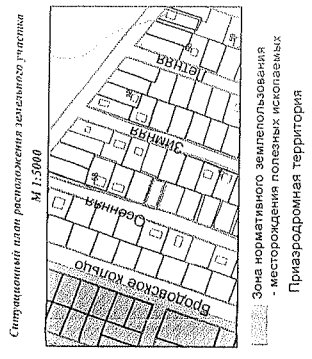 Ситуационный план расположения земельного участка
М 1:5000
Летняя
Зимняя
Осенняя
Бродовское кольцо
Зона нормативного землепользования
- месторождения полезных ископаемых
Приаэродромная территория